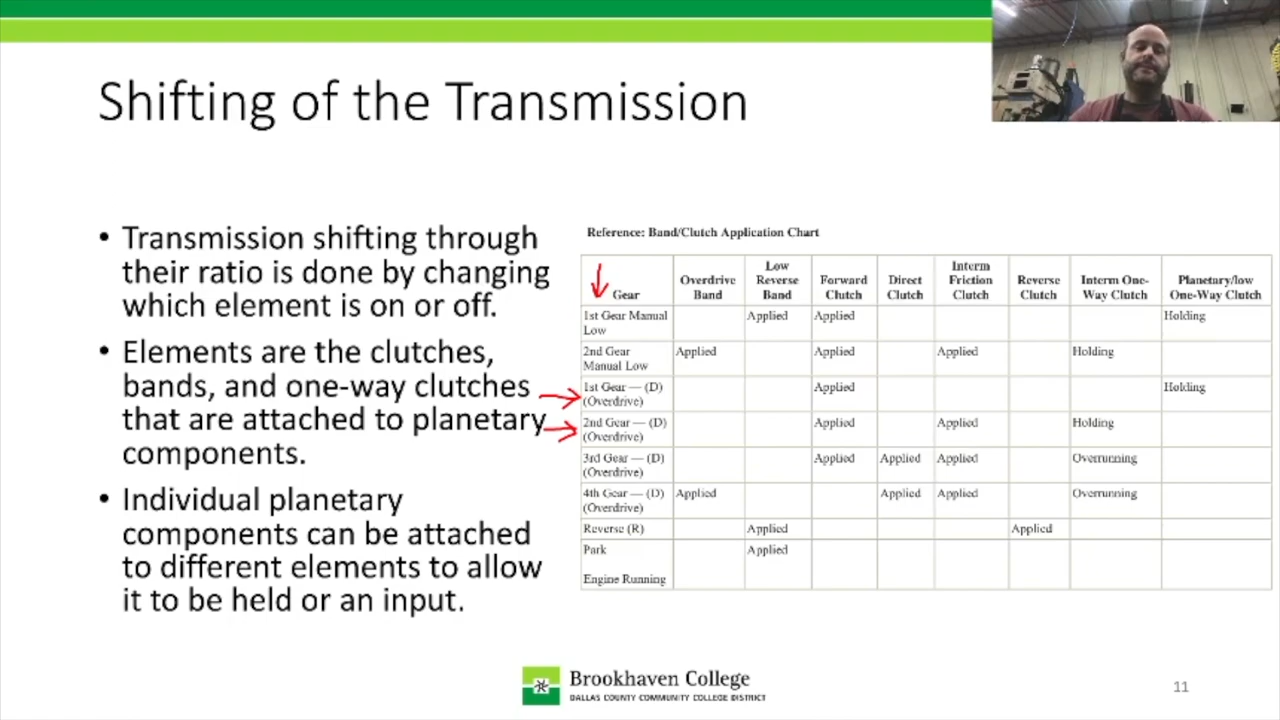 Shifting of the Transmission
• Transmission shifting through
their ratio is done by changing
which element is on or off.
• Elements are the clutches,
bands, and one-way clutches
that are attached to planetary
components.
• Individual planetary
components can be attached
to different elements to allow
it to be held or an input.
Reference: Band/Clutch Application Chart
Gear Overdrive Band Low Reverse Band Forward Clutch Direct Clutch Interm Friction Clutch Reverse Clutch Interm One-Way Clutch Planetary/low One-Way Clutch
1st Gear Manual Low Applied Applied Holding
2nd Gear Manual Low Applied Applied Applied Holding
1st Gear — (D) (Overdrive) Applied Holding
2nd Gear — (D) (Overdrive) Applied Applied Holding
3rd Gear — (D) (Overdrive) Applied Applied Applied Overrunning
4th Gear — (D) (Overdrive) Applied Applied Applied Overrunning
Reverse (R) Applied Applied
Park Applied
Engine Running
Brookhaven College
DALLAS COUNTY COMMUNITY COLLEGE DISTRICT
11